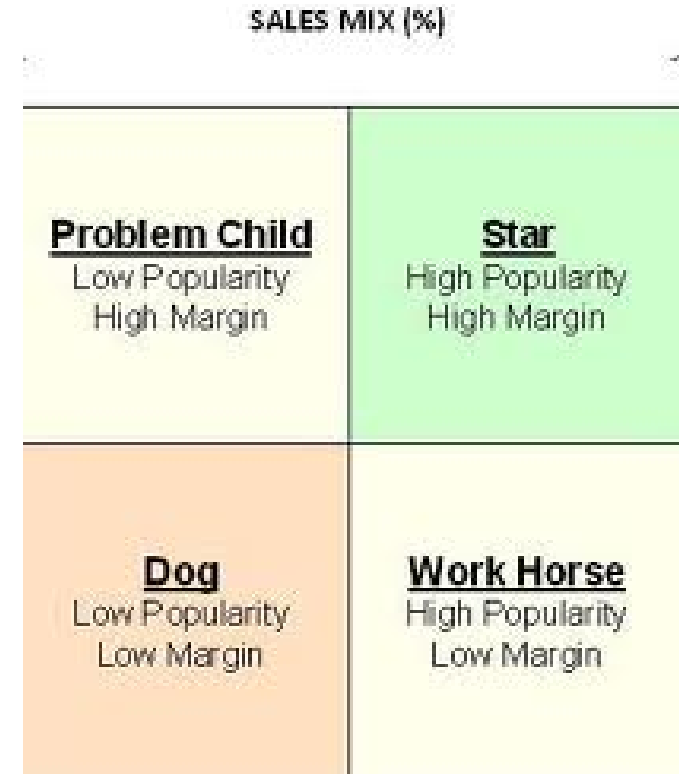 SALES MIX (%)
Problem Child
Low Popularity
High Margin
Star
High Popularity
High Margin
Dog
Low Popularity
Low Margin
Work Horse
High Popularity
Low Margin